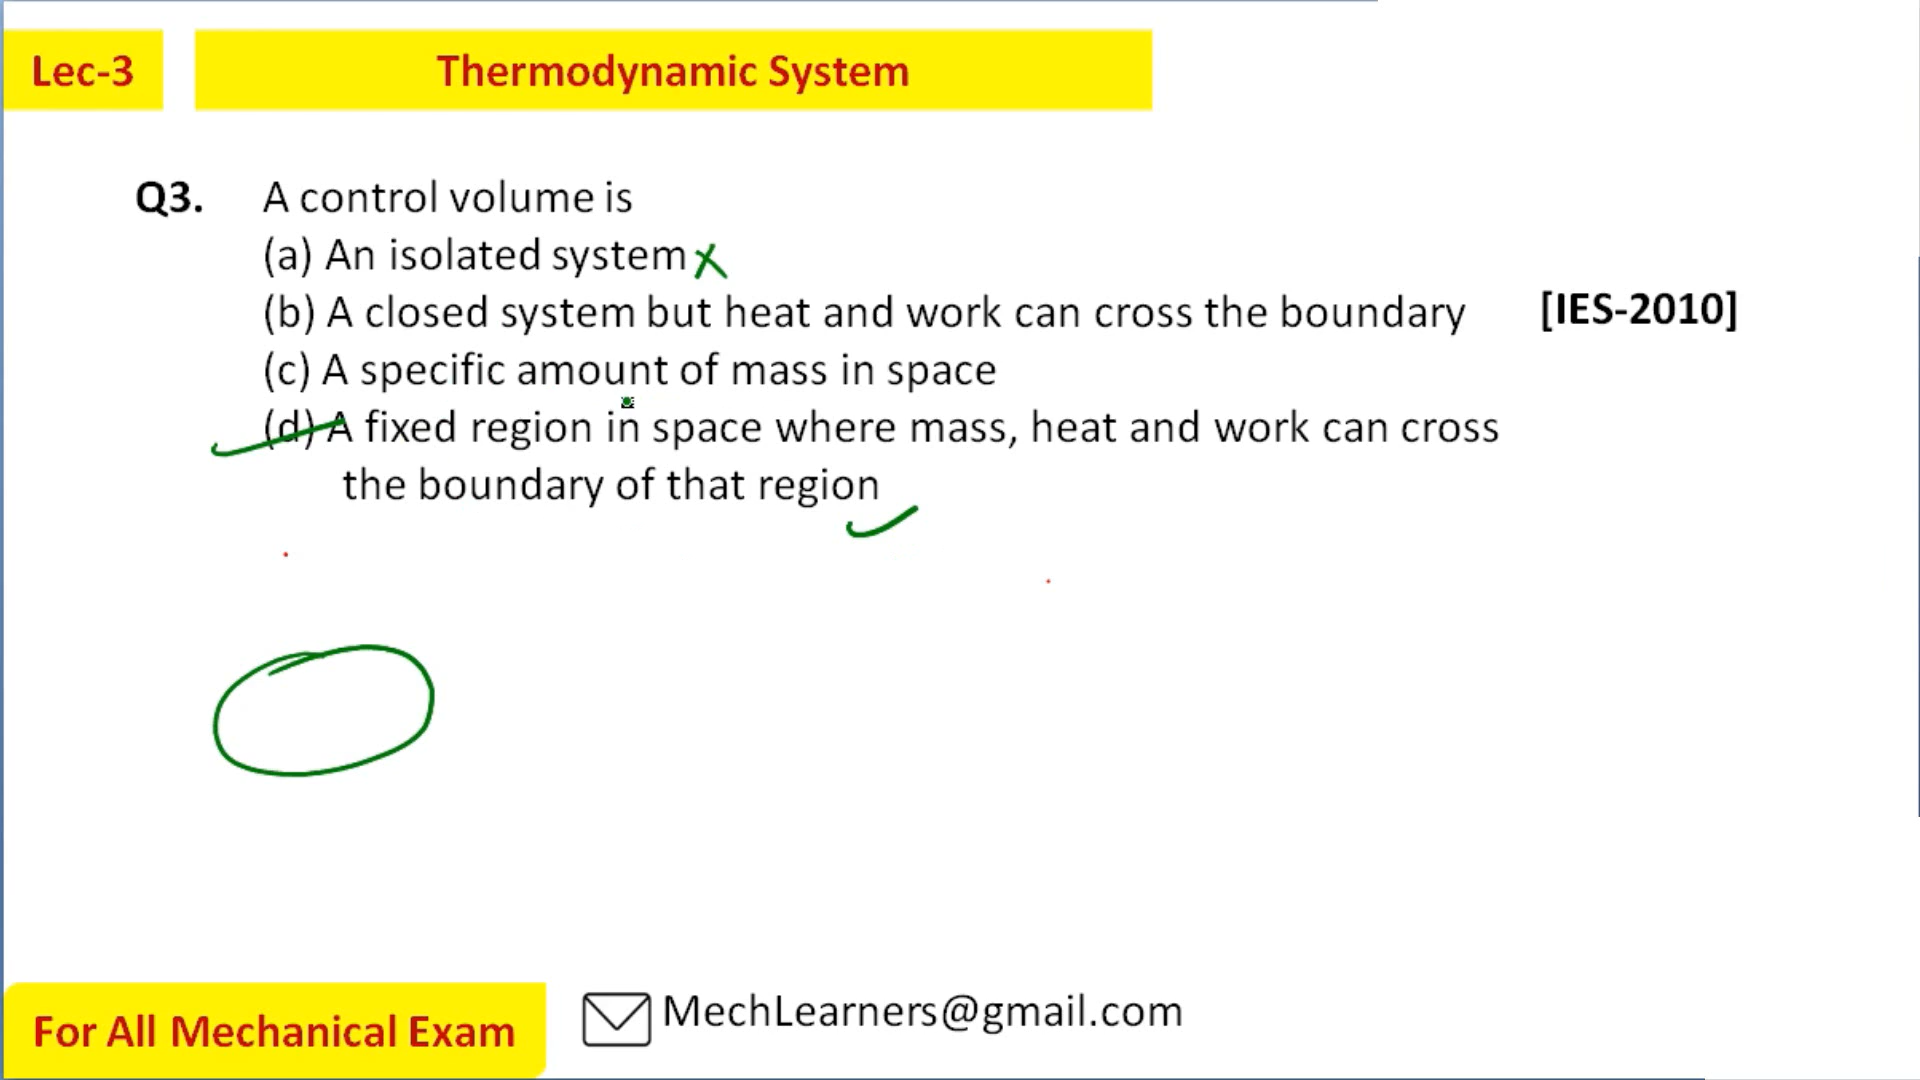 Lec-3
Thermodynamic System
Q3. A control volume is
(a) An isolated system
(b) A closed system but heat and work can cross the boundary [IES-2010]
(c) A specific amount of mass in space
(d) A fixed region in space where mass, heat and work can cross
the boundary of that region
For All Mechanical Exam
MechLearners@gmail.com